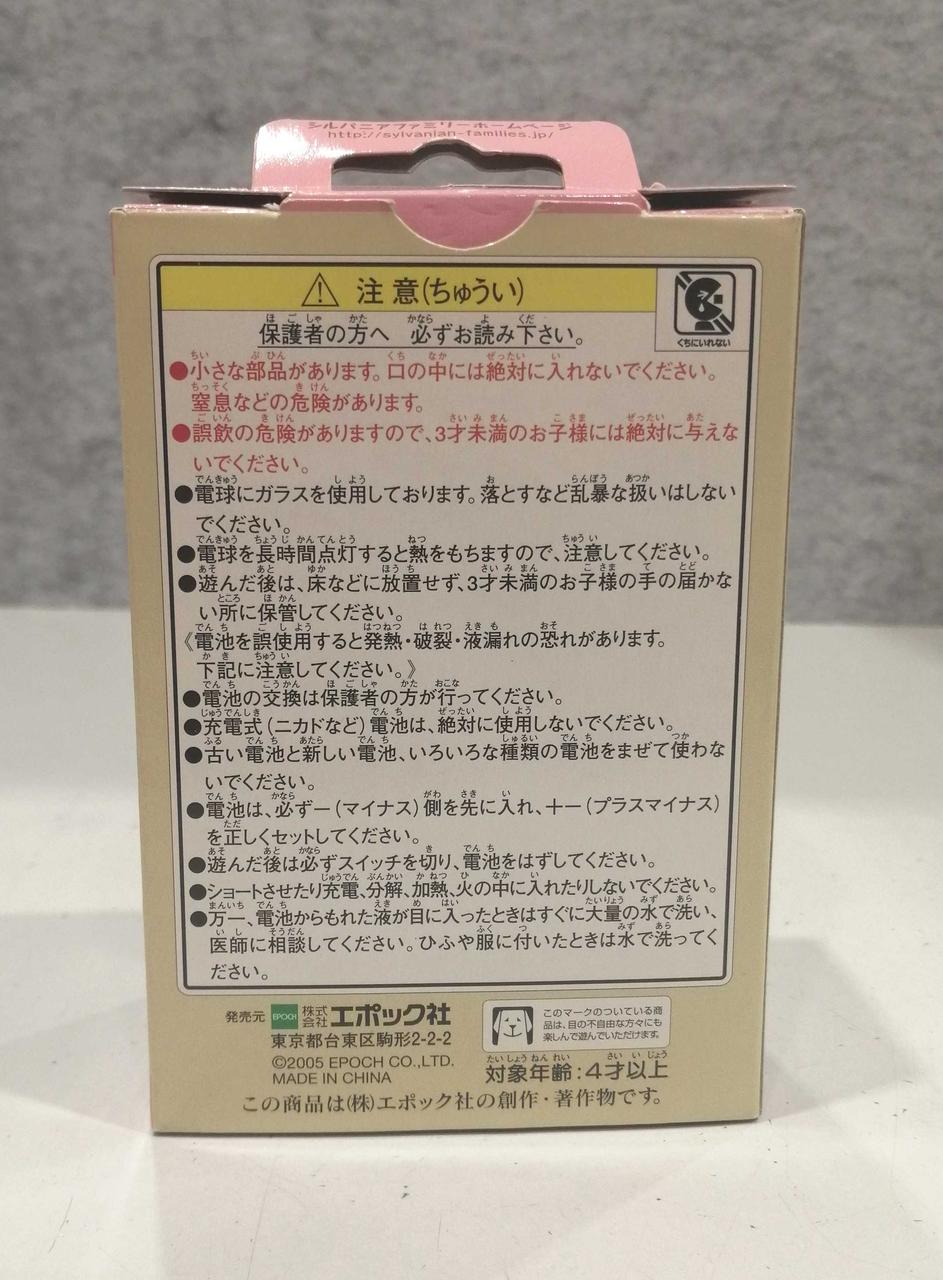 シルバニアファミリーホームページ
http://sylvanian-families.jp/
⚠ 注意(ちゅうい)
くちにいれない
保護者の方へ 必ずお読み下さい。
●小さな部品があります。口の中には絶対に入れないでください。
窒息などの危険があります。
●誤飲の危険がありますので、3才未満のお子様には絶対に与えな
いでください。
●電球にガラスを使用しております。落とすなど乱暴な扱いはしない
でください。
●電球を長時間点灯すると熱をもちますので、注意してください。
●遊んだ後は、床などに放置せず、3才未満のお子様の手の届かな
い所に保管してください。
《電池を誤使用すると発熱・破裂・液漏れの恐れがあります。
下記に注意してください。》
●電池の交換は保護者の方が行ってください。
●充電式(ニカドなど)電池は、絶対に使用しないでください。
●古い電池と新しい電池、いろいろな種類の電池をまぜて使わな
いでください。
●電池は、必ずー(マイナス)側を先に入れ、＋－(プラスマイナス)
を正しくセットしてください。
●遊んだ後は必ずスイッチを切り、電池をはずしてください。
●ショートさせたり充電、分解、加熱、火の中に入れたりしないでください。
●万一、電池からもれた液が目に入ったときはすぐに大量の水で洗い、
医師に相談してください。ひふや服に付いたときは水で洗ってく
ださい。
発売元 EPOCH 株式会社 エポック社
東京都台東区駒形2-2-2
©2005 EPOCH CO.,LTD.
MADE IN CHINA
このマークのついている商
品は、目の不自由な方々にも
楽しんで遊んでいただけます。
対象年齢:4才以上
この商品は(株)エポック社の創作・著作物です。